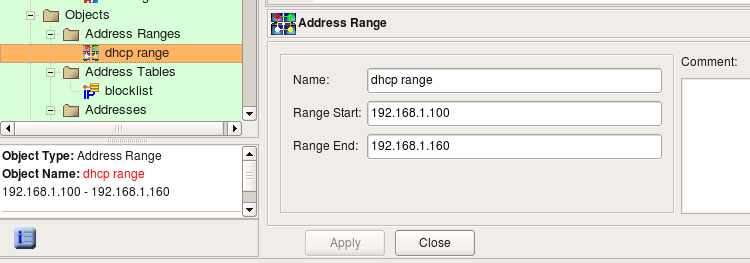 Objects
Address Ranges
dhcp range
Address Tables
blocklist
Addresses
Object Type: Address Range
Object Name: dhcp range
192.168.1.100 - 192.168.1.160
Address Range
Name: dhcp range
Range Start: 192.168.1.100
Range End: 192.168.1.160
Comment:
Apply
Close